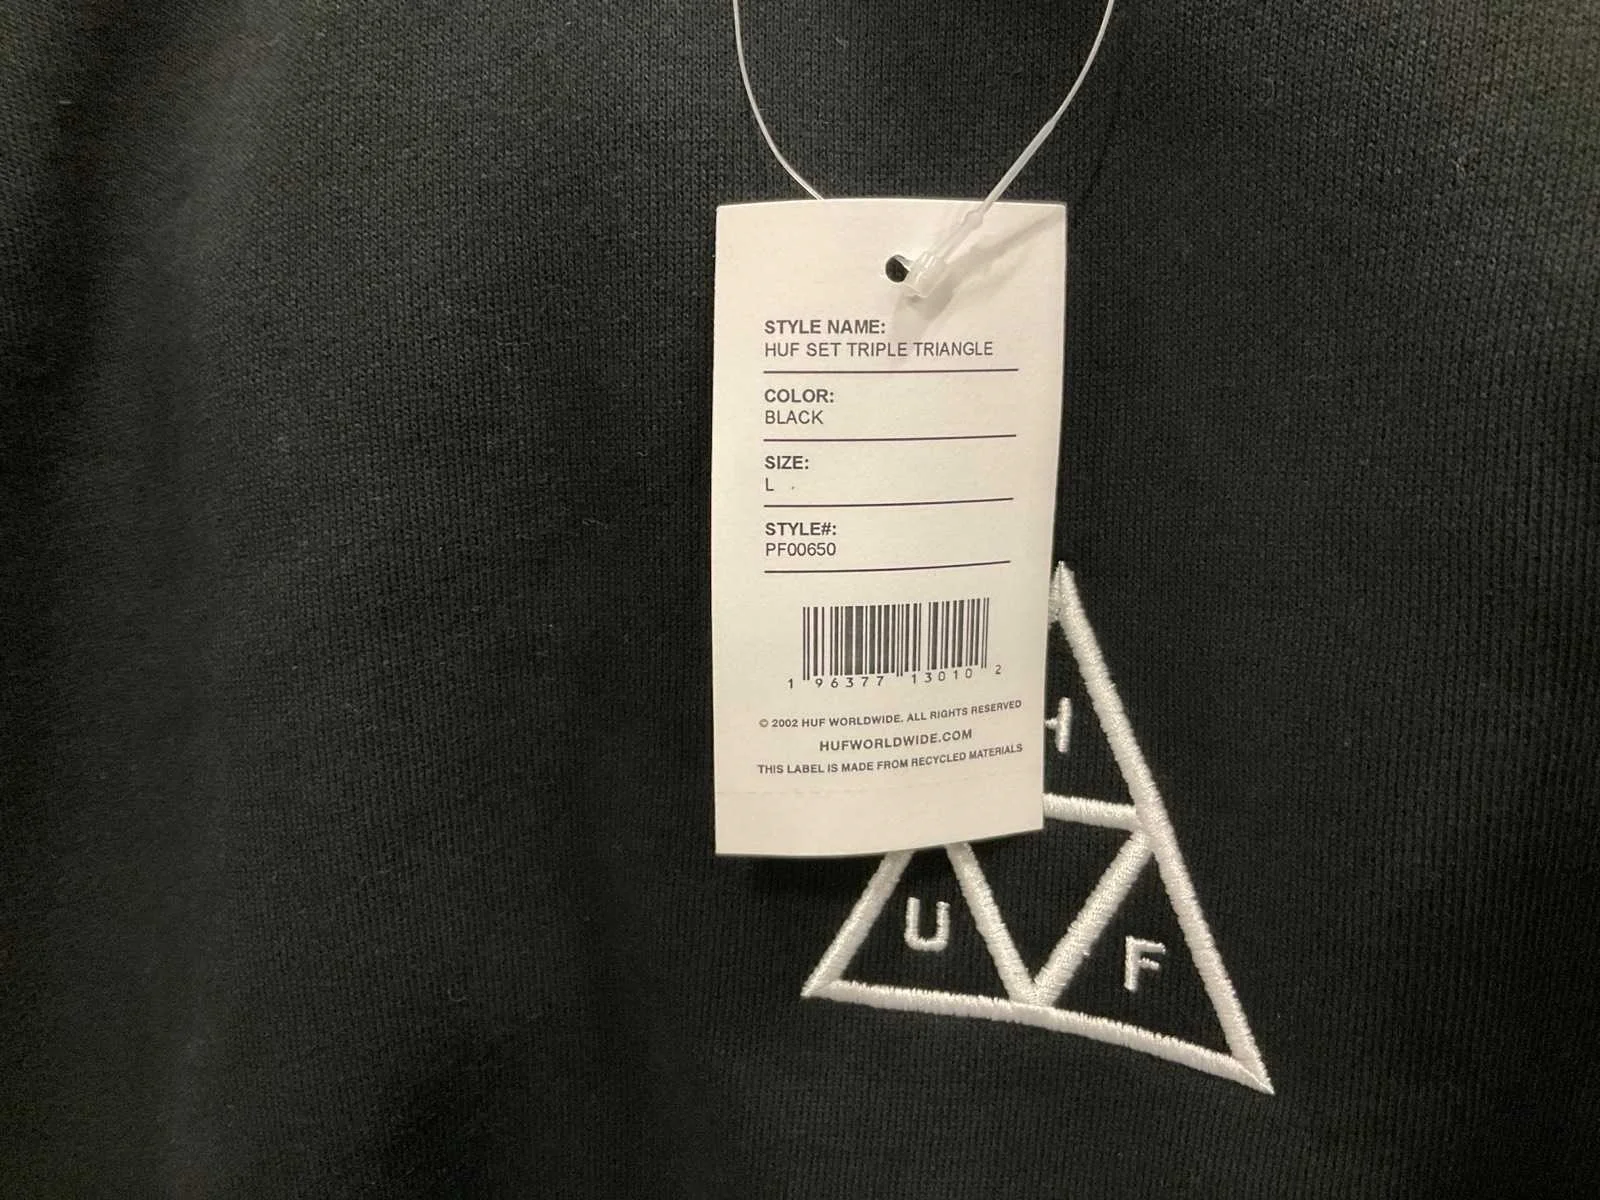 STYLE NAME:
HUF SET TRIPLE TRIANGLE
COLOR:
BLACK
SIZE:
L
STYLE#:
PF00650
1 96377 13010 2
© 2002 HUF WORLDWIDE. ALL RIGHTS RESERVED
HUFWORLDWIDE.COM
THIS LABEL IS MADE FROM RECYCLED MATERIALS
H
U F